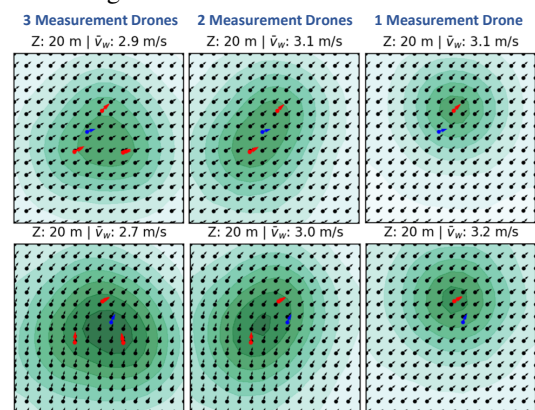 3 Measurement Drones 2 Measurement Drones 1 Measurement Drone
Z: 20 m | v̄w: 2.9 m/s Z: 20 m | v̄w: 3.1 m/s Z: 20 m | v̄w: 3.1 m/s
Z: 20 m | v̄w: 2.7 m/s Z: 20 m | v̄w: 3.0 m/s Z: 20 m | v̄w: 3.2 m/s